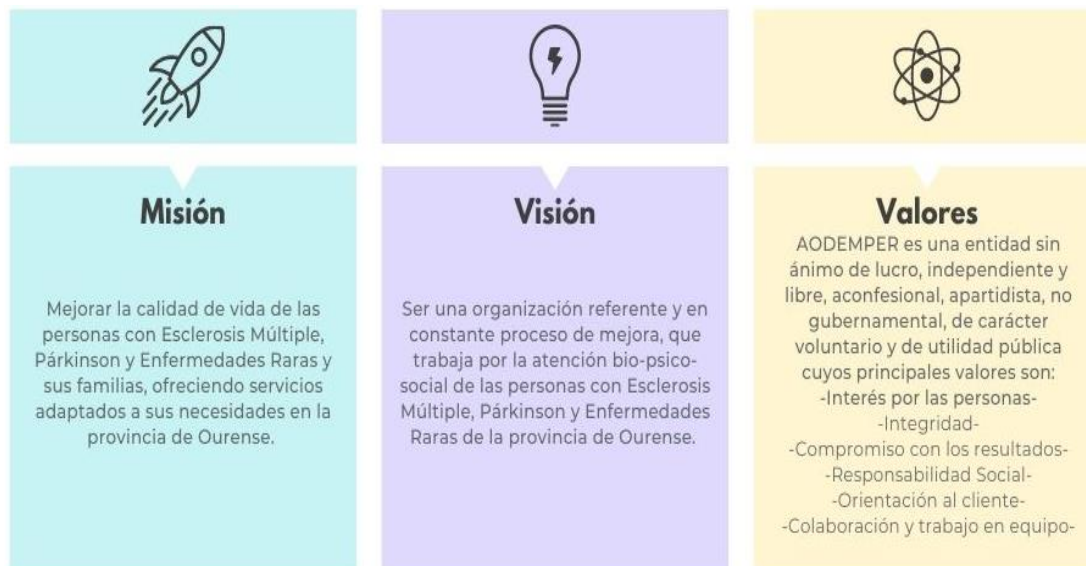 Misión
Mejorar la calidad de vida de las
personas con Esclerosis Múltiple,
Párkinson y Enfermedades Raras y
sus familias, ofreciendo servicios
adaptados a sus necesidades en la
provincia de Ourense.
Visión
Ser una organización referente y en
constante proceso de mejora, que
trabaja por la atención bio-psico-
social de las personas con Esclerosis
Múltiple, Párkinson y Enfermedades
Raras de la provincia de Ourense.
Valores
AODEMPER es una entidad sin
ánimo de lucro, independiente y
libre, aconfesional, apartidista, no
gubernamental, de carácter
voluntario y de utilidad pública
cuyos principales valores son:
-Interés por las personas-
-Integridad-
-Compromiso con los resultados-
-Responsabilidad Social-
-Orientación al cliente-
-Colaboración y trabajo en equipo-